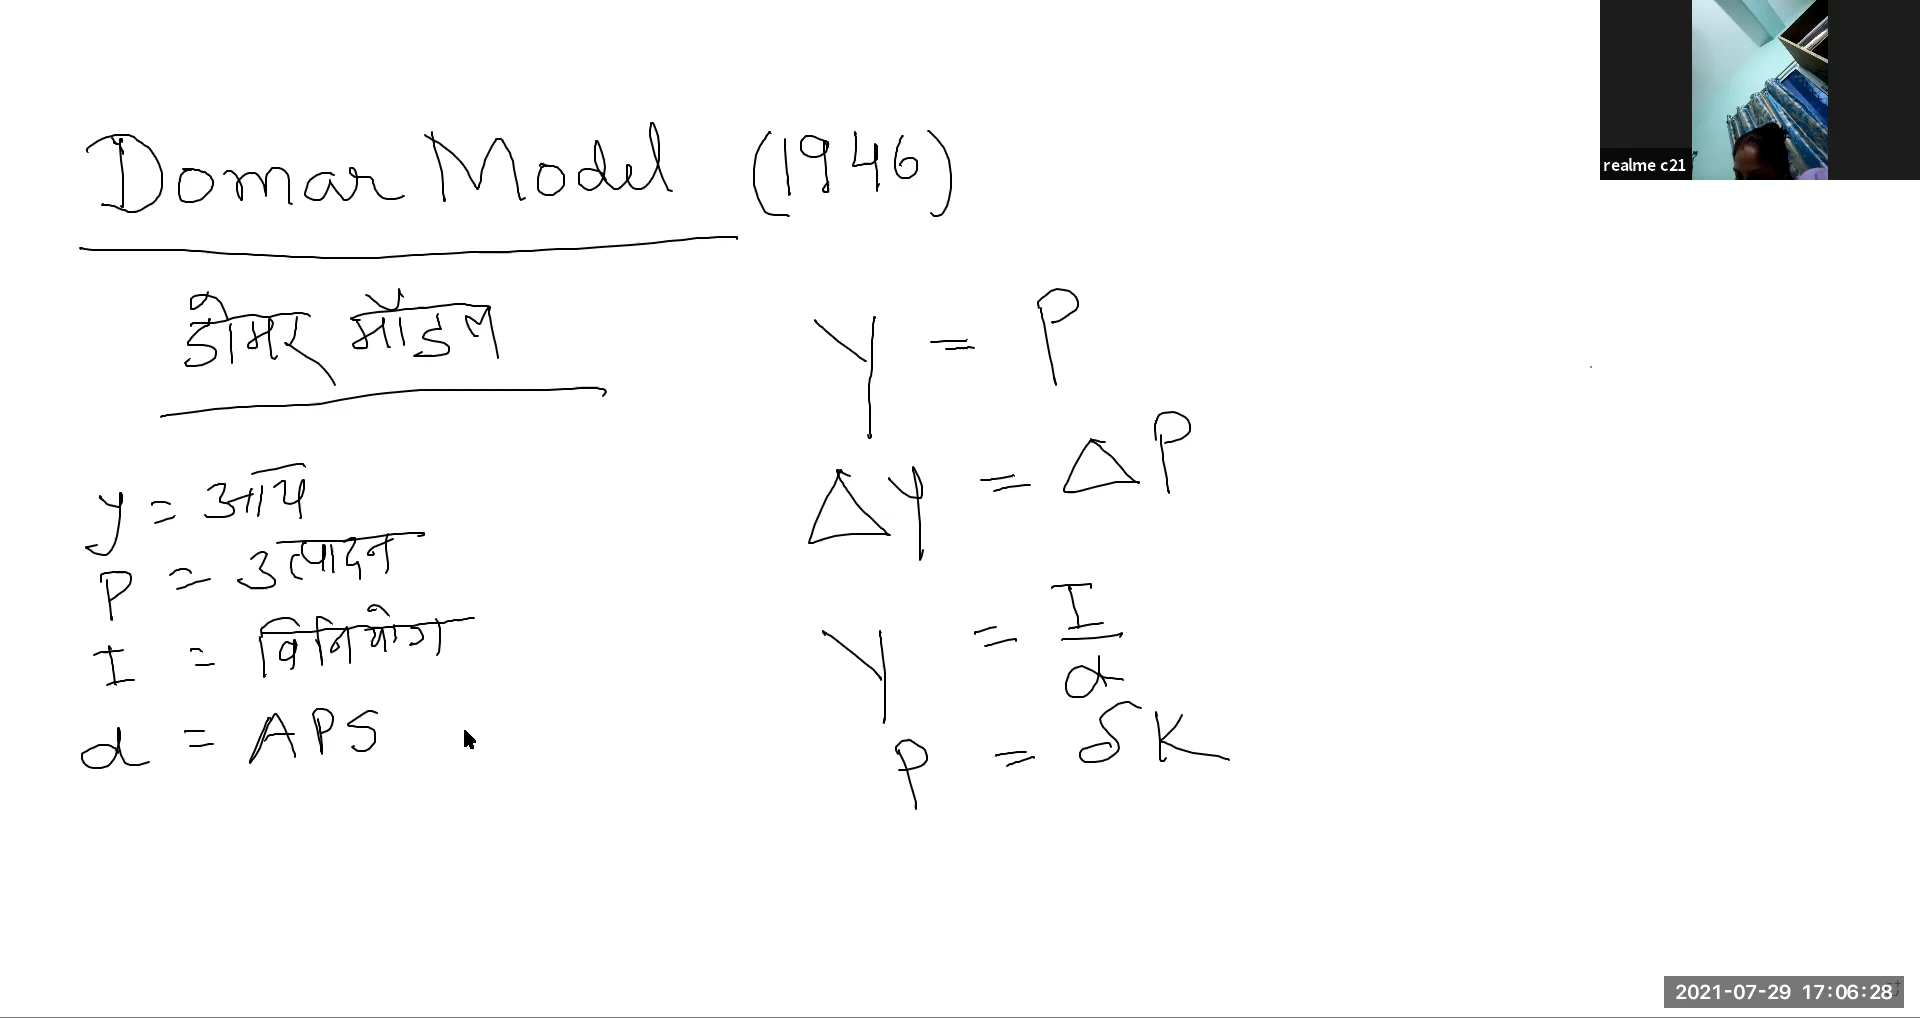 Domar Model (1946)
डोमर मॉडल
y = आय
P = उत्पादन
I = विनियोग
α = APS
Y = P
ΔY = ΔP
Y = I/α
P = δK
realme c21
2021-07-29 17:06:28